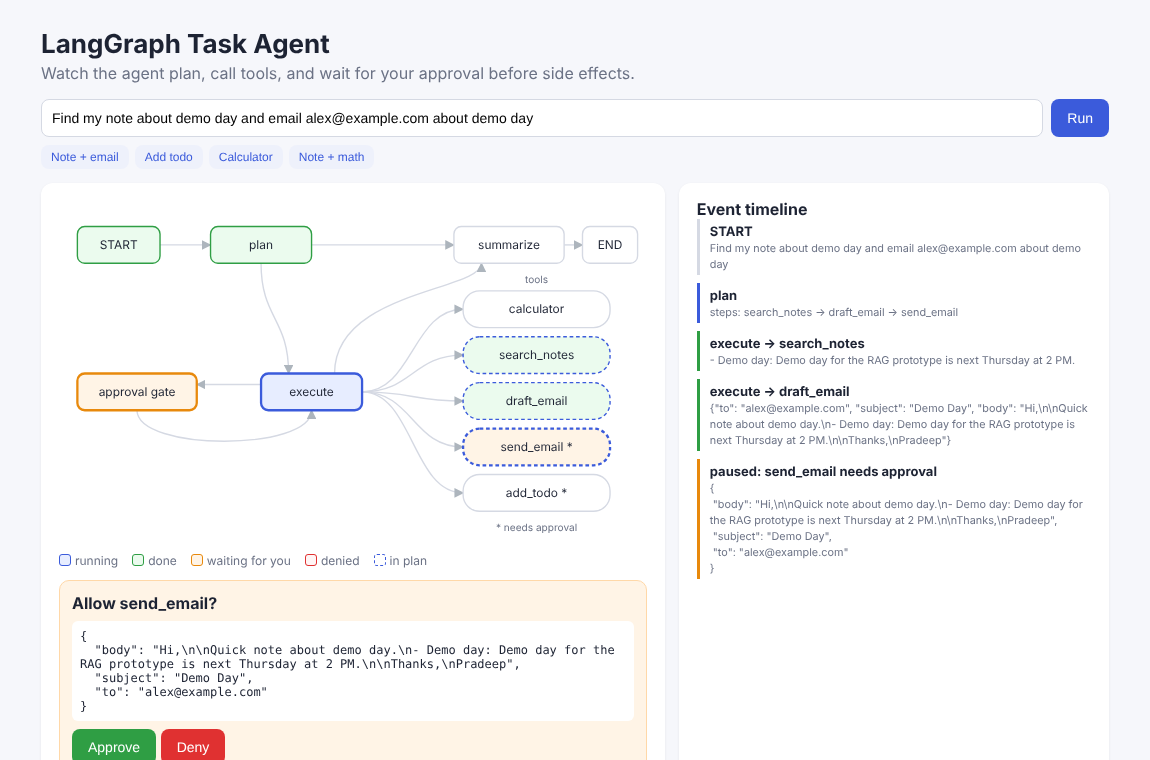 LangGraph Task Agent
Watch the agent plan, call tools, and wait for your approval before side effects.
Find my note about demo day and email alex@example.com about demo day
Run
Note + email
Add todo
Calculator
Note + math
START
plan
summarize
END
tools
calculator
search_notes
approval gate
execute
draft_email
send_email *
add_todo *
* needs approval
running
done
waiting for you
denied
in plan
Allow send_email?
{
"body": "Hi,\n\nQuick note about demo day.\n- Demo day: Demo day for the
RAG prototype is next Thursday at 2 PM.\n\nThanks,\nPradeep",
"subject": "Demo Day",
"to": "alex@example.com"
}
Approve
Deny
Event timeline
START
Find my note about demo day and email alex@example.com about demo
day
plan
steps: search_notes → draft_email → send_email
execute → search_notes
- Demo day: Demo day for the RAG prototype is next Thursday at 2 PM.
execute → draft_email
{"to": "alex@example.com", "subject": "Demo Day", "body": "Hi,\n\nQuick
note about demo day.\n- Demo day: Demo day for the RAG prototype is
next Thursday at 2 PM.\n\nThanks,\nPradeep"}
paused: send_email needs approval
{
"body": "Hi,\n\nQuick note about demo day.\n- Demo day: Demo day for
the RAG prototype is next Thursday at 2 PM.\n\nThanks,\nPradeep",
"subject": "Demo Day",
"to": "alex@example.com"
}